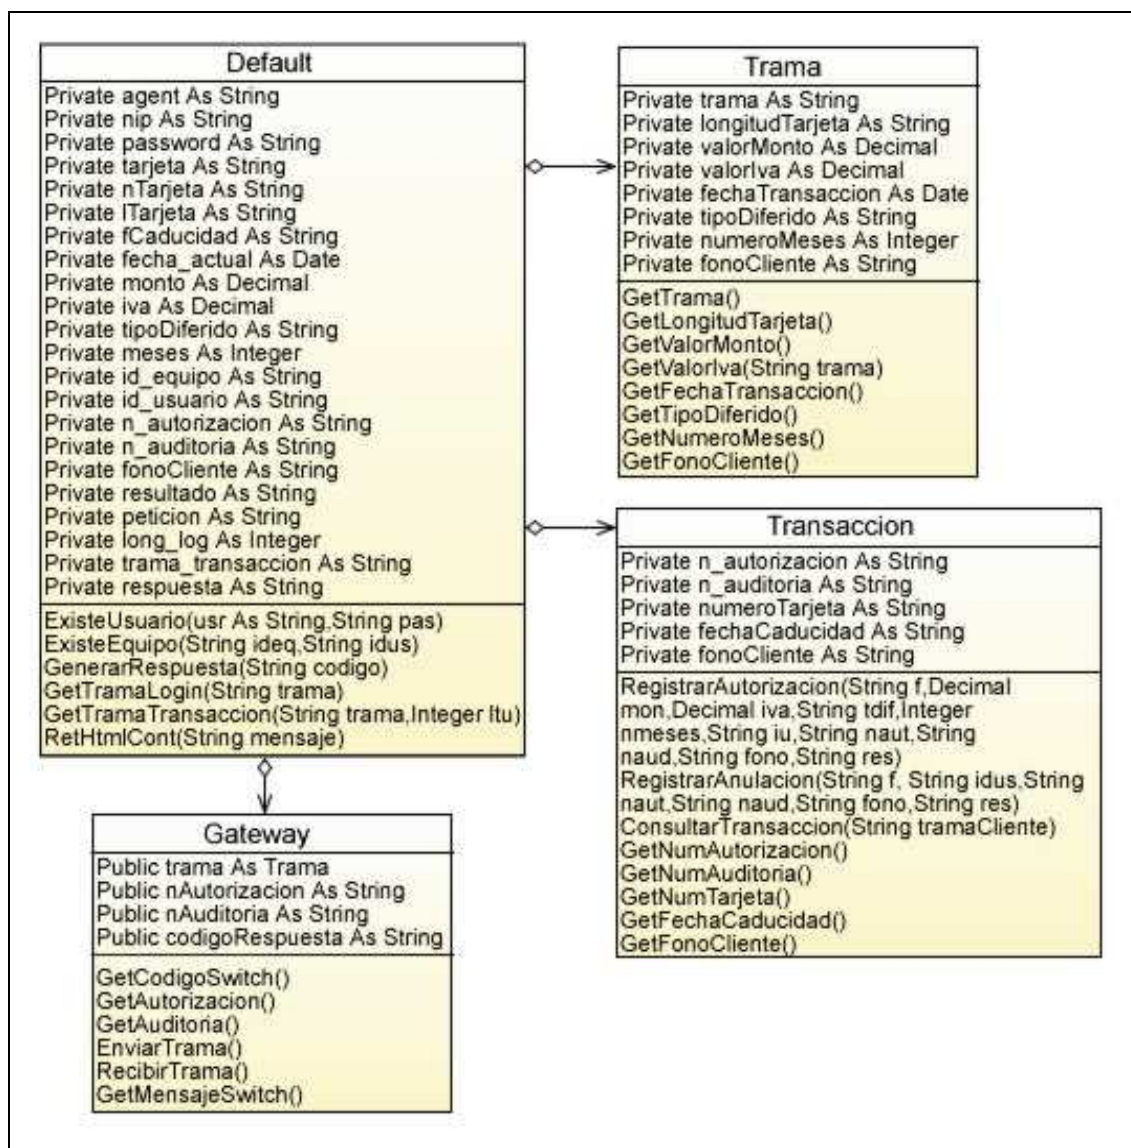 Default
Private agent As String
Private nip As String
Private password As String
Private tarjeta As String
Private nTarjeta As String
Private lTarjeta As String
Private fCaducidad As String
Private fecha_actual As Date
Private monto As Decimal
Private iva As Decimal
Private tipoDiferido As String
Private meses As Integer
Private id_equipo As String
Private id_usuario As String
Private n_autorizacion As String
Private n_auditoria As String
Private fonoCliente As String
Private resultado As String
Private peticion As String
Private long_log As Integer
Private trama_transaccion As String
Private respuesta As String
ExisteUsuario(usr As String,String pas)
ExisteEquipo(String ideq,String idus)
GenerarRespuesta(String codigo)
GetTramaLogin(String trama)
GetTramaTransaccion(String trama,Integer ltu)
RetHtmlCont(String mensaje)
Trama
Private trama As String
Private longitudTarjeta As String
Private valorMonto As Decimal
Private valorIva As Decimal
Private fechaTransaccion As Date
Private tipoDiferido As String
Private numeroMeses As Integer
Private fonoCliente As String
GetTrama()
GetLongitudTarjeta()
GetValorMonto()
GetValorIva(String trama)
GetFechaTransaccion()
GetTipoDiferido()
GetNumeroMeses()
GetFonoCliente()
Transaccion
Private n_autorizacion As String
Private n_auditoria As String
Private numeroTarjeta As String
Private fechaCaducidad As String
Private fonoCliente As String
RegistrarAutorizacion(String f,Decimal
mon,Decimal iva,String tdif,Integer
nmeses,String iu,String naut,String
naud,String fono,String res)
RegistrarAnulacion(String f, String idus,String
naut,String naud,String fono,String res)
ConsultarTransaccion(String tramaCliente)
GetNumAutorizacion()
GetNumAuditoria()
GetNumTarjeta()
GetFechaCaducidad()
GetFonoCliente()
Gateway
Public trama As Trama
Public nAutorizacion As String
Public nAuditoria As String
Public codigoRespuesta As String
GetCodigoSwitch()
GetAutorizacion()
GetAuditoria()
EnviarTrama()
RecibirTrama()
GetMensajeSwitch()